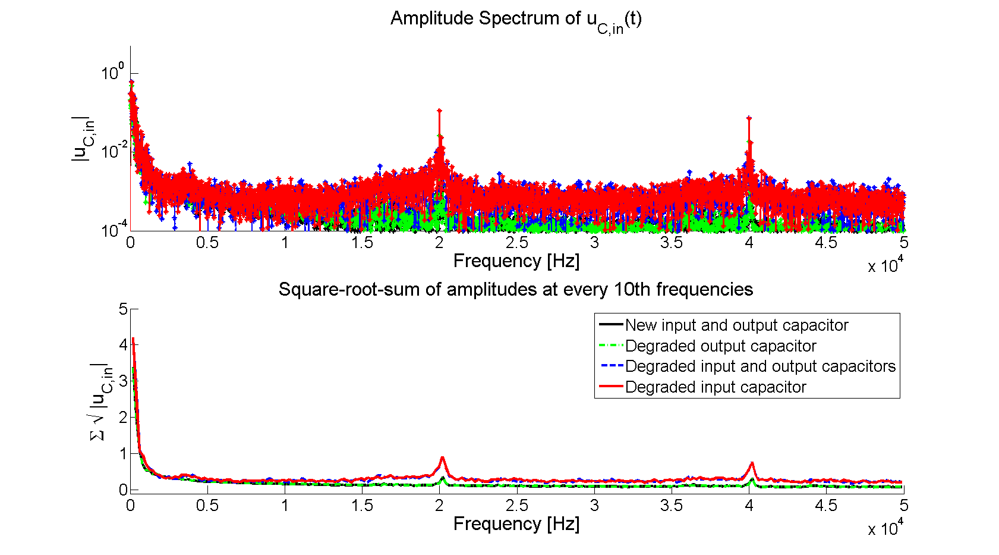 Amplitude Spectrum of u_C,in(t)
|u_C,in|
10^0
10^-2
10^-4
0 0.5 1 1.5 2 2.5 3 3.5 4 4.5 5
x 10^4
Frequency [Hz]
Square-root-sum of amplitudes at every 10th frequencies
Σ √ |u_C,in|
5
4
3
2
1
0
New input and output capacitor
Degraded output capacitor
Degraded input and output capacitors
Degraded input capacitor
0 0.5 1 1.5 2 2.5 3 3.5 4 4.5 5
x 10^4
Frequency [Hz]